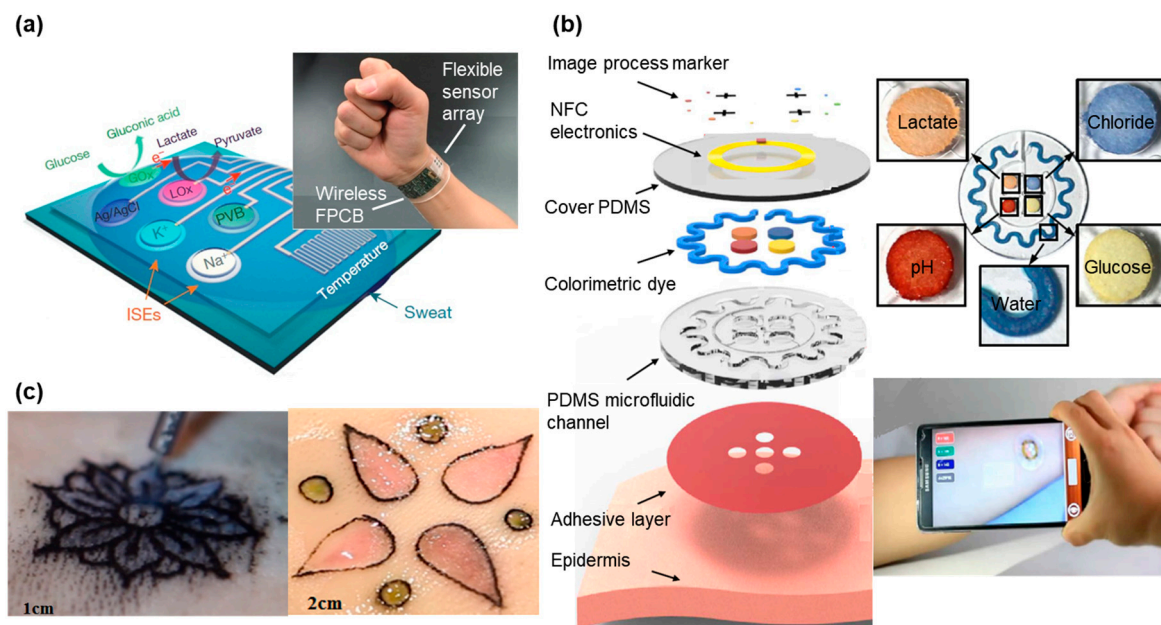 (a)
Flexible
sensor
array
Wireless
FPCB
Gluconic acid
Glucose
e⁻
Lactate
Pyruvate
GOx
LOx
e⁻
Ag/AgCl
PVB
K⁺
Na⁺
Temperature
ISEs
Sweat
(b)
Image process marker
NFC
electronics
Cover PDMS
Colorimetric dye
PDMS microfluidic
channel
Adhesive layer
Epidermis
Lactate
Chloride
pH
Glucose
Water
SAMSUNG
(c)
1cm
2cm